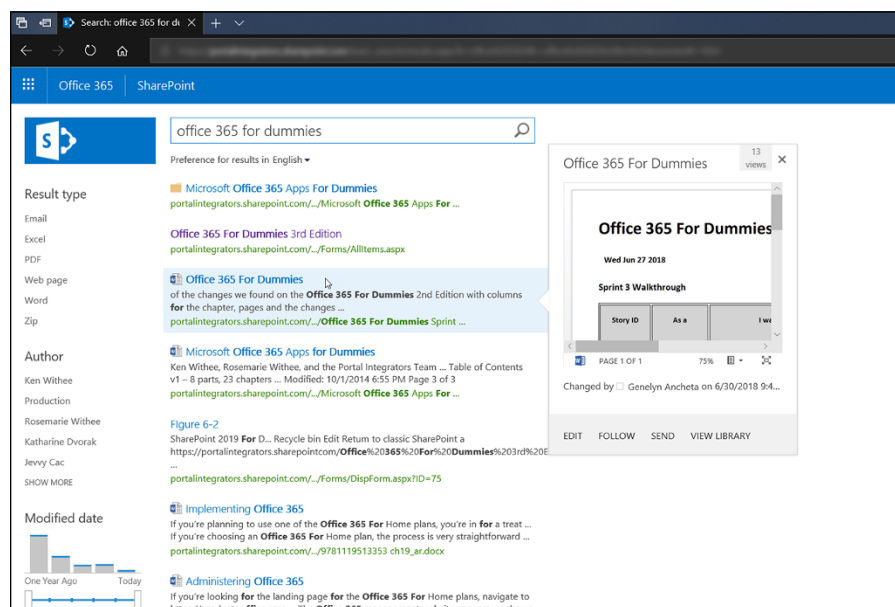 Search: office 365 for
Office 365
SharePoint
S
office 365 for dummies
Preference for results in English
Result type
Email
Excel
PDF
Web page
Word
Zip
Author
Ken Withee
Production
Rosemarie Withee
Katharine Dvorak
Jevvy Cac
SHOW MORE
Modified date
One Year Ago
Today
Microsoft Office 365 Apps For Dummies
portalintegrators.sharepoint.com/.../Microsoft Office 365 Apps For ...
Office 365 For Dummies 3rd Edition
portalintegrators.sharepoint.com/.../Forms/AllItems.aspx
Office 365 For Dummies
of the changes we found on the Office 365 For Dummies 2nd Edition with columns
for the chapter, pages and the changes ...
portalintegrators.sharepoint.com/.../Office 365 For Dummies Sprint ...
Microsoft Office 365 Apps for Dummies
Ken Withee, Rosemarie Withee, and the Portal Integrators Team ... Table of Contents
v1 – 8 parts, 23 chapters ... Modified: 10/1/2014 6:55 PM Page 3 of 3
portalintegrators.sharepoint.com/.../Microsoft Office 365 Apps For ...
FIgure 6-2
SharePoint 2019 For D... Recycle bin Edit Return to classic SharePoint a
https://portalintegrators.sharepointcom/Office%20365%20For%20Dummies%203rd%20E
...
portalintegrators.sharepoint.com/.../Forms/DispForm.aspx?ID=75
Implementing Office 365
If you're planning to use one of the Office 365 For Home plans, you're in for a treat ...
If you're choosing an Office 365 For Home plan, the process is very straightforward ...
portalintegrators.sharepoint.com/.../9781119513353 ch19_ar.docx
Administering Office 365
If you're looking for the landing page for the Office 365 For Home plans, navigate to
Office 365 For Dummies
13
views
Office 365 For Dummies
Wed Jun 27 2018
Sprint 3 Walkthrough
Story ID
As a
I wa
PAGE 1 OF 1
75%
Changed by Genelyn Ancheta on 6/30/2018 9:4...
EDIT
FOLLOW
SEND
VIEW LIBRARY